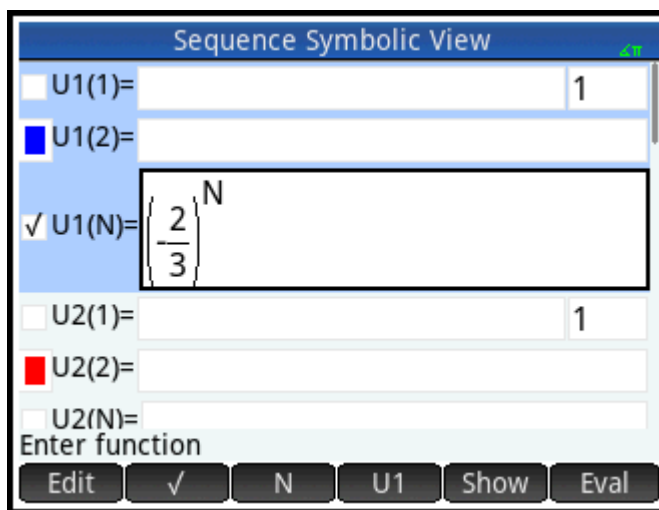 Sequence Symbolic View
∡π
U1(1)= 1
U1(2)=
√ U1(N)= (-2/3)^N
U2(1)= 1
U2(2)=
U2(N)=
Enter function
Edit √ N U1 Show Eval